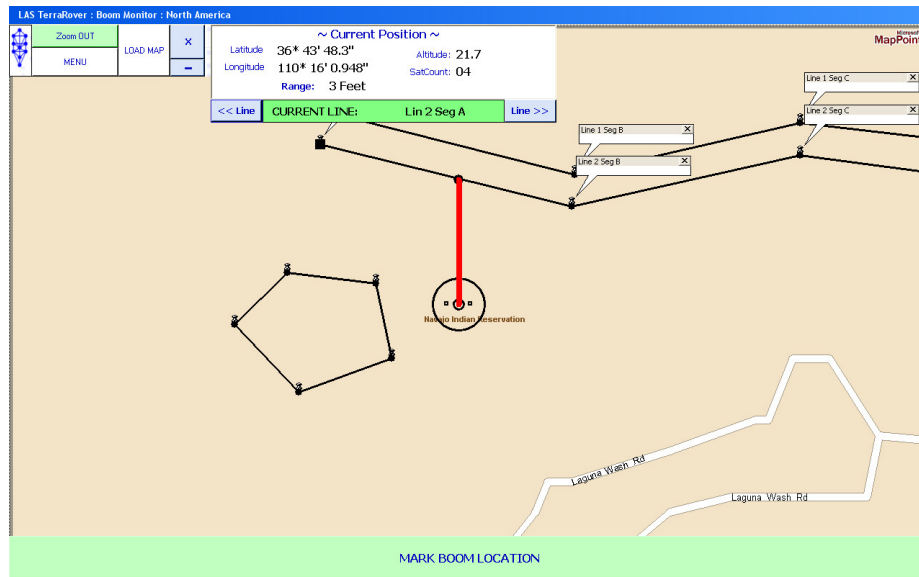 LAS TerraRover : Boom Monitor : North America
Zoom OUT
MENU
LOAD MAP
x
–
~ Current Position ~
Latitude 36* 43' 48.3"
Longitude 110* 16' 0.948"
Altitude: 21.7
SatCount: 04
Range: 3 Feet
<< Line
CURRENT LINE: Lin 2 Seg A
Line >>
Microsoft
MapPoint
Line 1 Seg C X
Line 2 Seg C X
Line 1 Seg B X
Line 2 Seg B X
Navajo Indian Reservation
Laguna Wash Rd
Laguna Wash Rd
MARK BOOM LOCATION